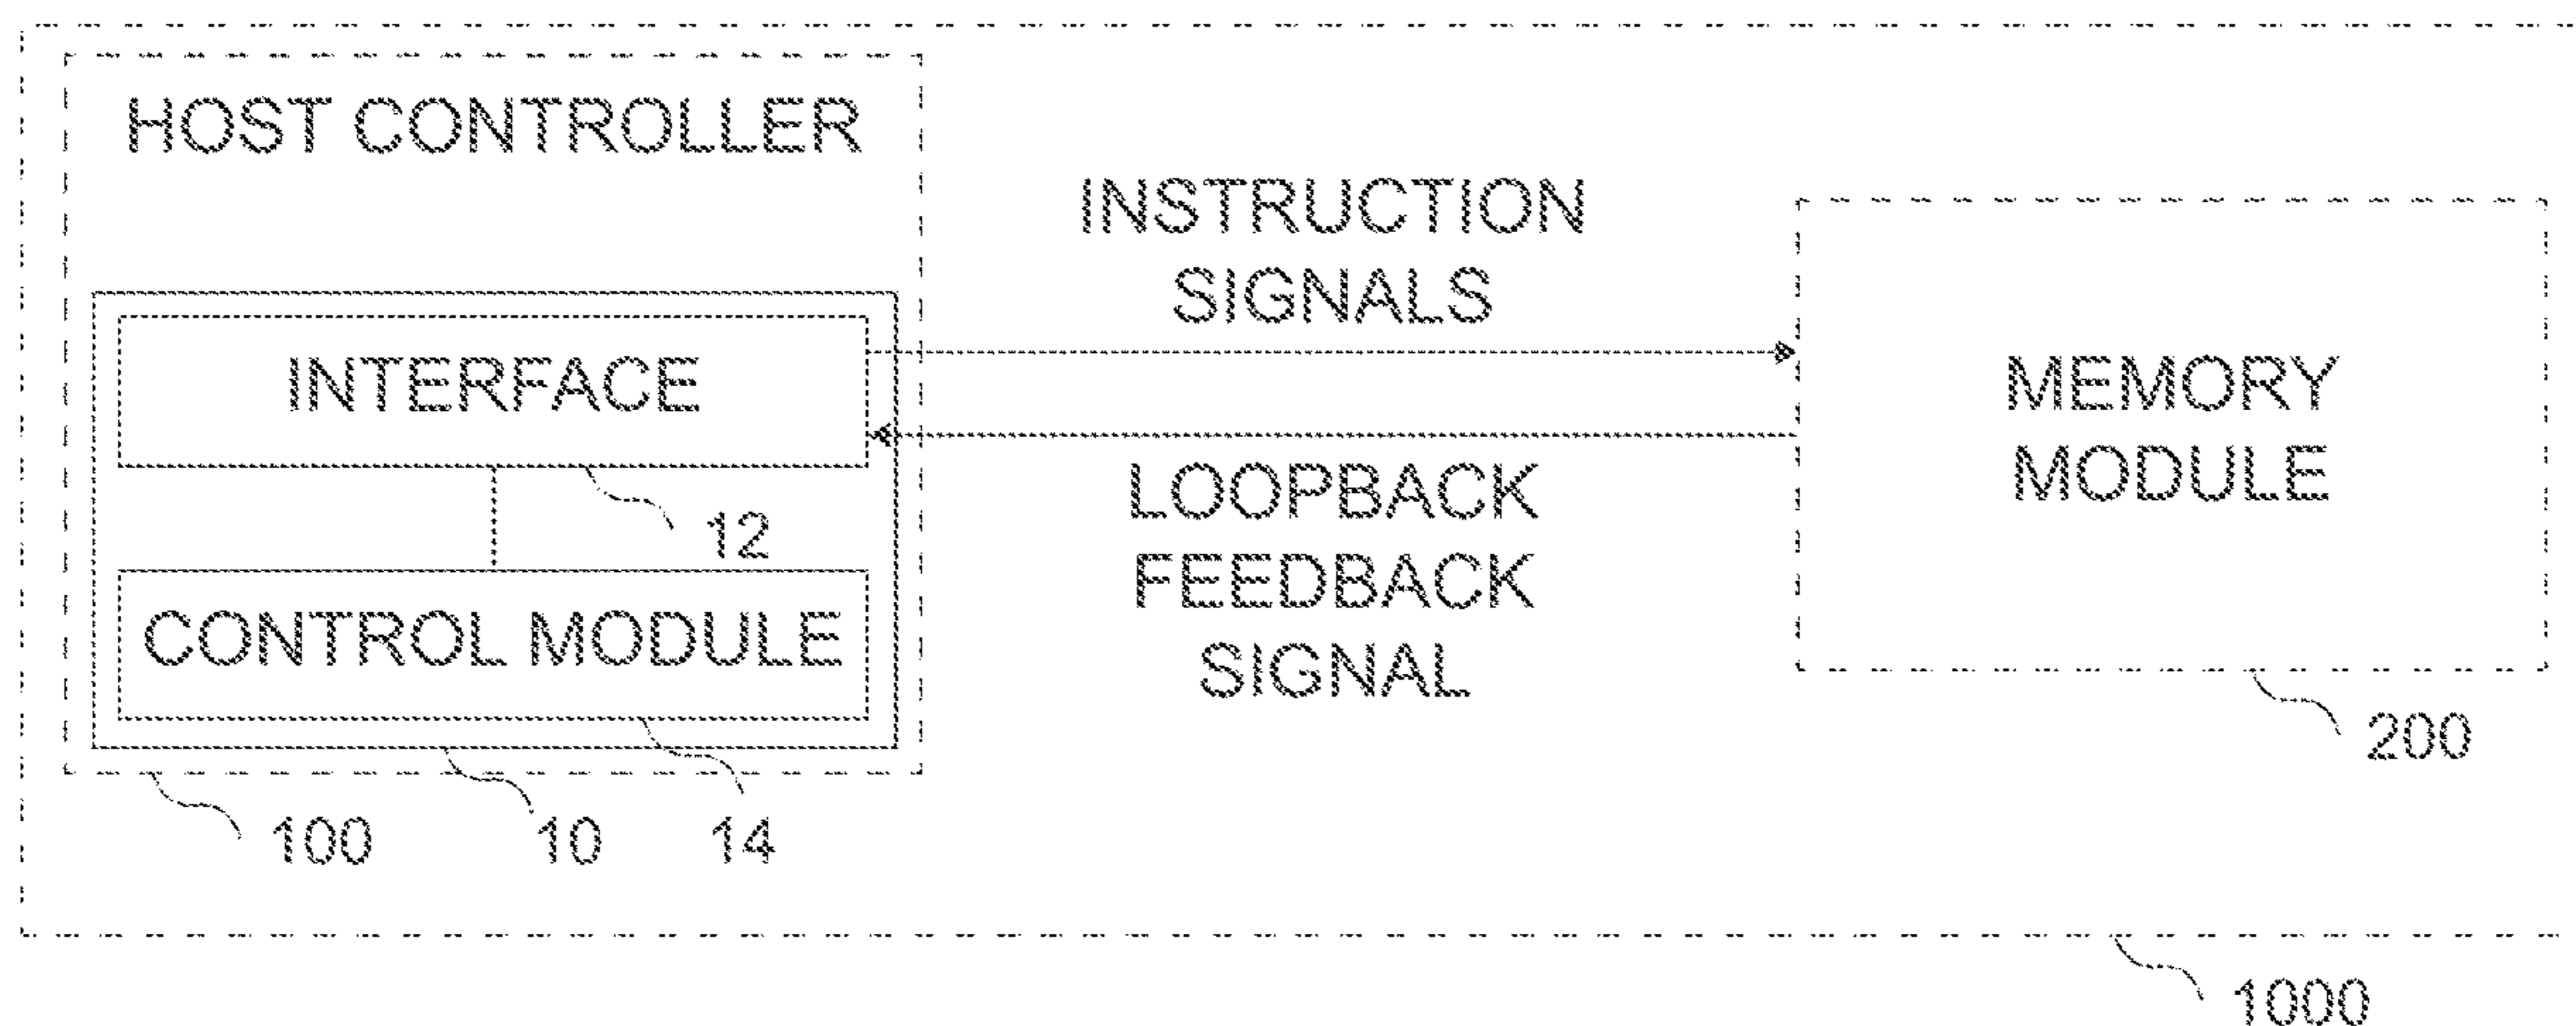 HOST CONTROLLER
INTERFACE
12
CONTROL MODULE
100
10
14
INSTRUCTION
SIGNALS
LOOPBACK
FEEDBACK
SIGNAL
MEMORY
MODULE
200
1000